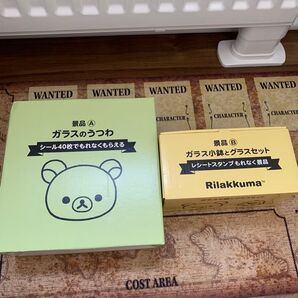 WANTED
WANTED
WANTED
WANTED
WANTED
CHARACTER
CHARACTER
CHARACTER
景品 A
ガラスのうつわ
シール40枚でもれなくもらえる
景品 B
ガラス小鉢とグラスセット
レシートスタンプもれなく景品
Rilakkuma™
COST AREA